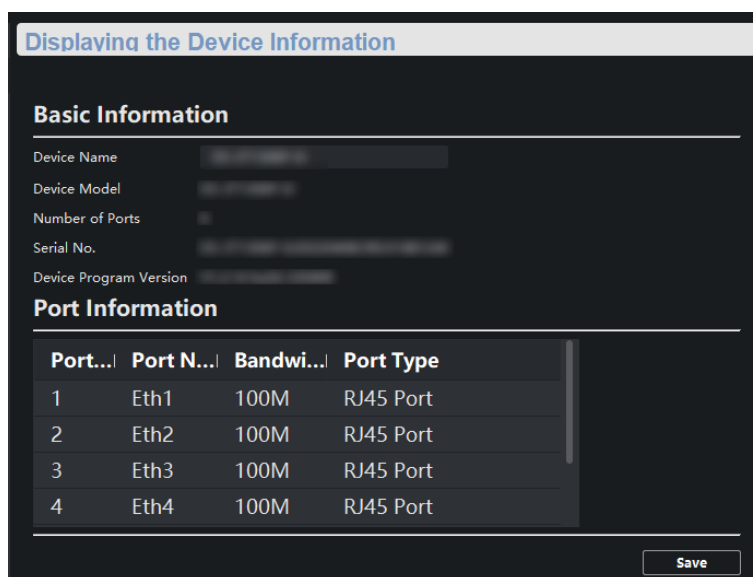 Displaying the Device Information
Basic Information
Device Name
Device Model
Number of Ports
Serial No.
Device Program Version
Port Information
Port... Port N... Bandwi... Port Type
1 Eth1 100M RJ45 Port
2 Eth2 100M RJ45 Port
3 Eth3 100M RJ45 Port
4 Eth4 100M RJ45 Port
Save